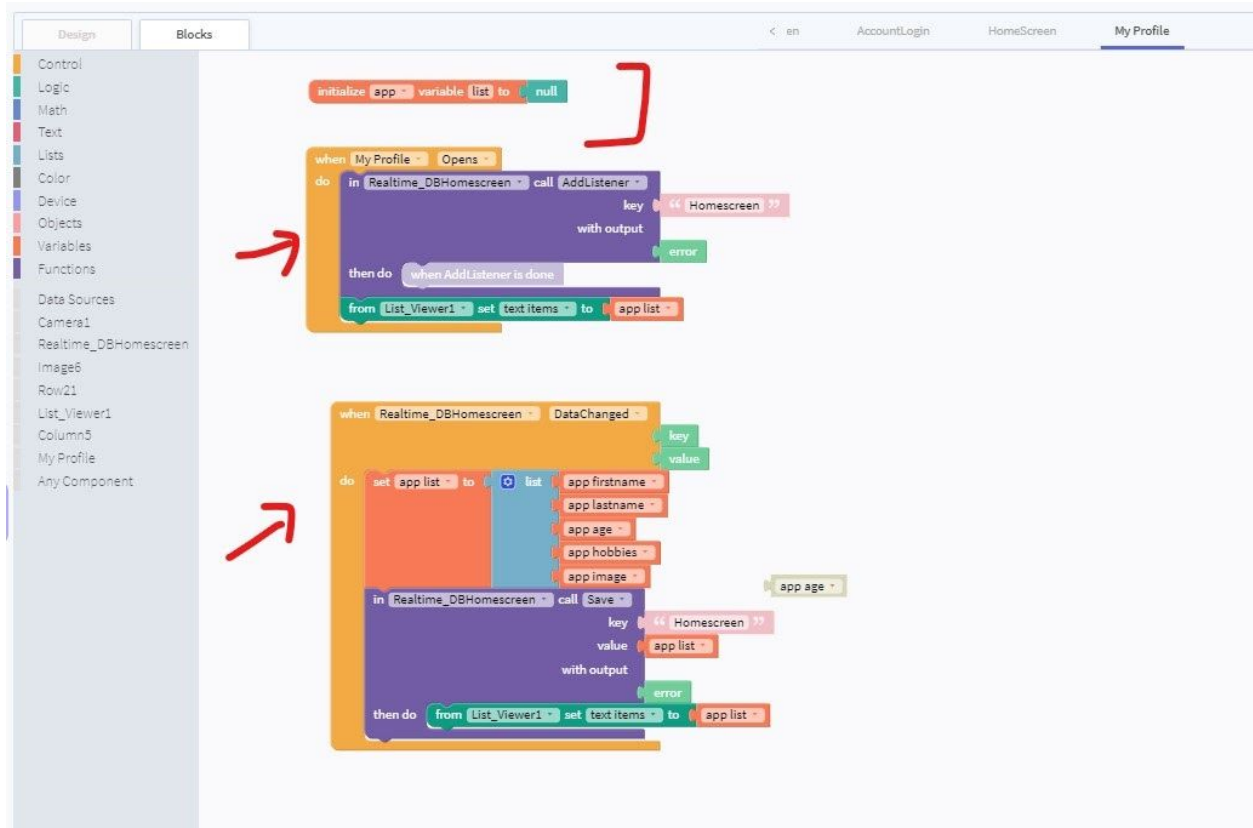 Design Blocks < en AccountLogin HomeScreen My Profile
Control
Logic
Math
Text
Lists
Color
Device
Objects
Variables
Functions
Data Sources
Camera1
Realtime_DBHomescreen
Image6
Row21
List_Viewer1
Column5
My Profile
Any Component
initialize app variable list to null
when My Profile Opens
do in Realtime_DBHomescreen call AddListener
key “ Homescreen ”
with output
error
then do when AddListener is done
from List_Viewer1 set text items to app list
when Realtime_DBHomescreen DataChanged
key
value
do set app list to list app firstname
app lastname
app age
app hobbies
app image
app age
in Realtime_DBHomescreen call Save
key “ Homescreen ”
value app list
with output
error
then do from List_Viewer1 set text items to app list